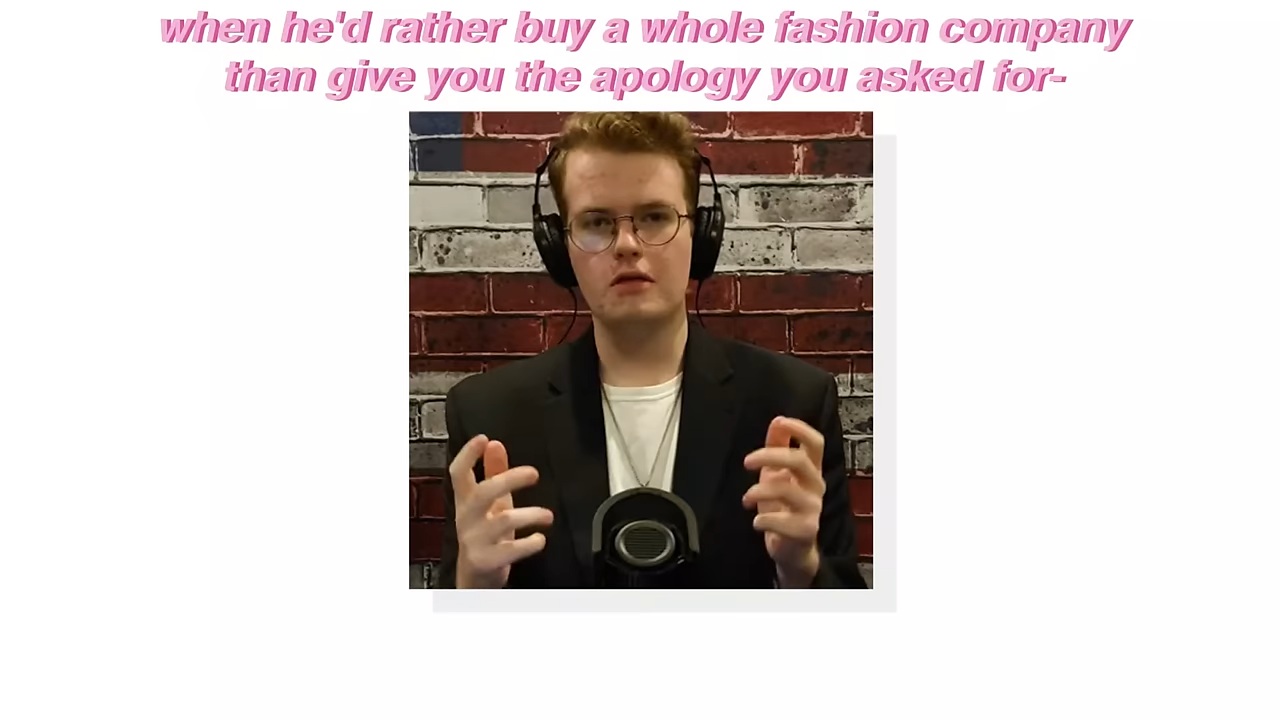 when he'd rather buy a whole fashion company
than give you the apology you asked for-